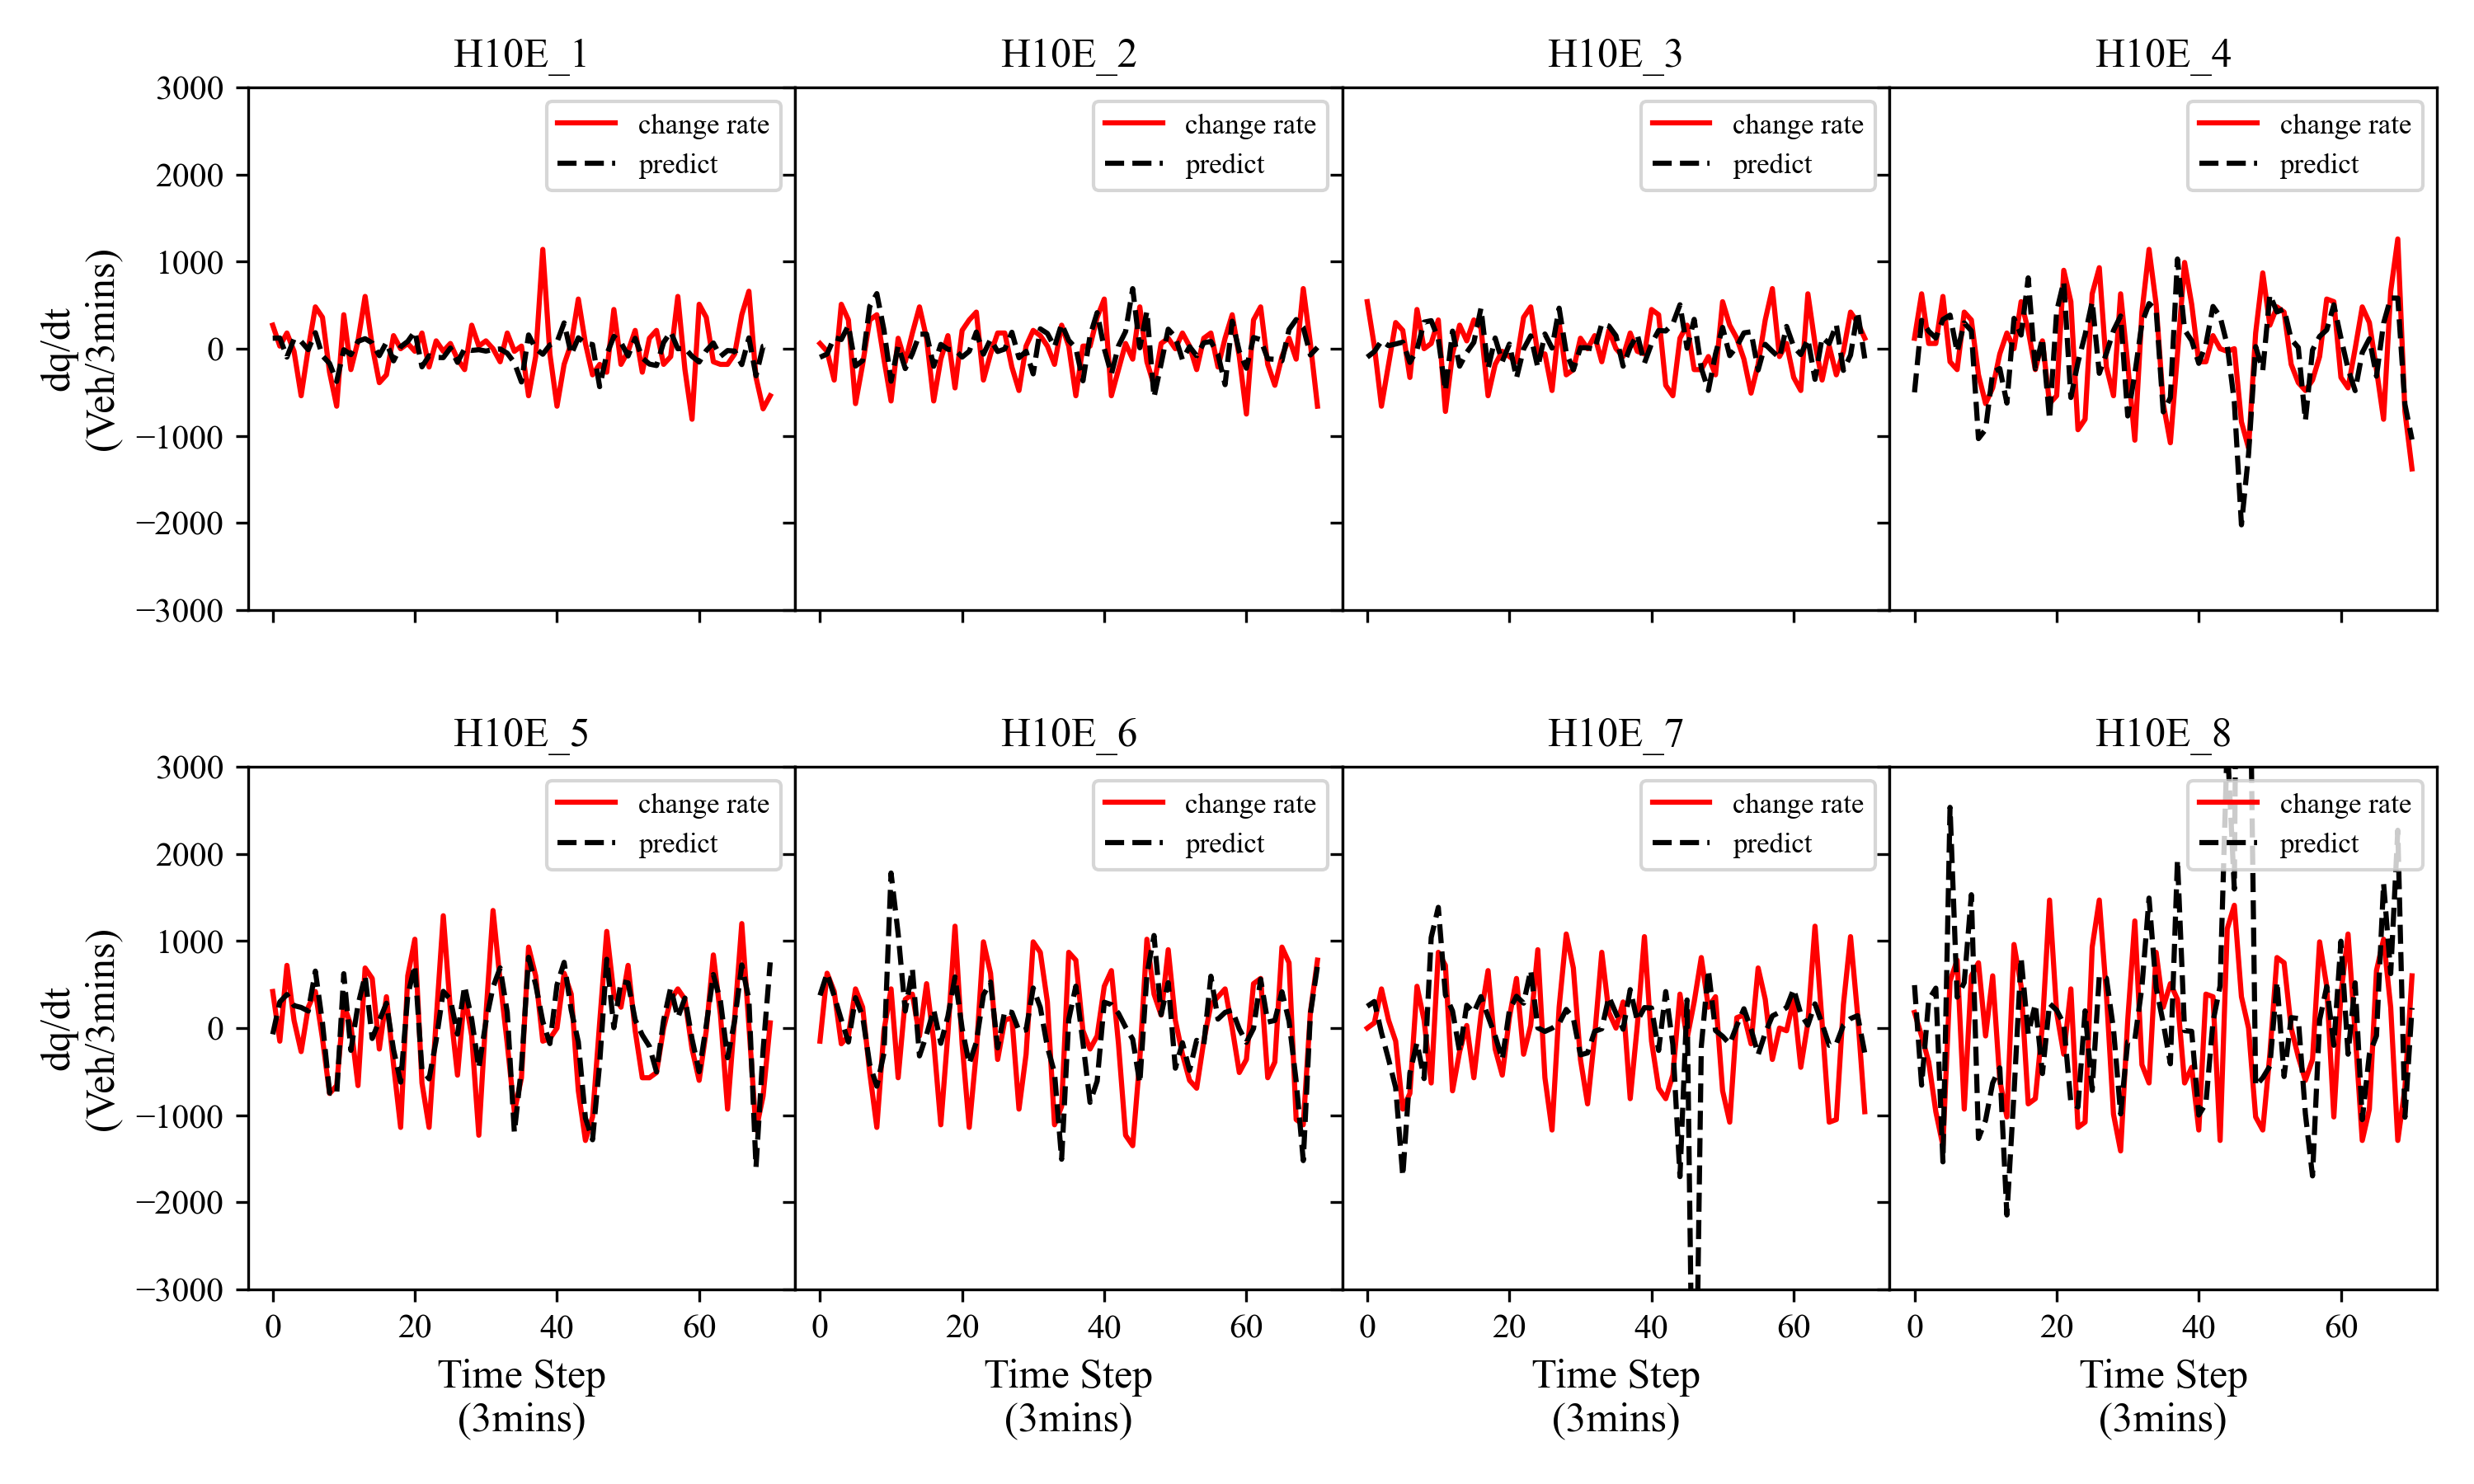 H10E_1 H10E_2 H10E_3 H10E_4
3000
2000
1000
0
−1000
−2000
−3000
dq/dt
(Veh/3mins)
change rate
predict
change rate
predict
change rate
predict
change rate
predict
H10E_5 H10E_6 H10E_7 H10E_8
3000
2000
1000
0
−1000
−2000
−3000
dq/dt
(Veh/3mins)
change rate
predict
change rate
predict
change rate
predict
change rate
predict
0 20 40 60 0 20 40 60 0 20 40 60 0 20 40 60
Time Step
(3mins)
Time Step
(3mins)
Time Step
(3mins)
Time Step
(3mins)